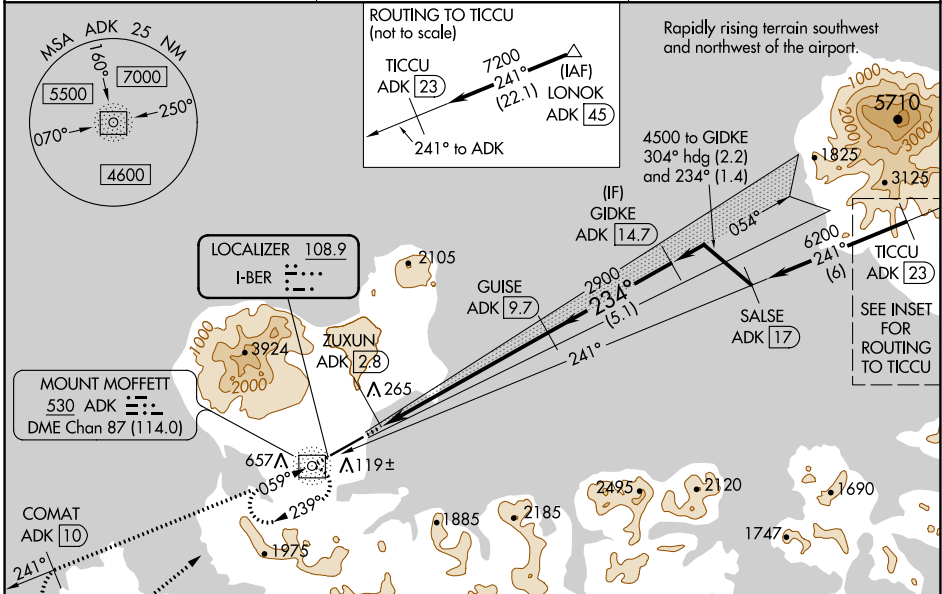 MSA ADK 25 NM
160°
7000
5500
250°
070°
4600
ROUTING TO TICCU
(not to scale)
TICCU
ADK 23
7200
241°
(22.1)
(IAF)
LONOK
ADK 45
241° to ADK
Rapidly rising terrain southwest
and northwest of the airport.
1000
5710
2000
3000
1825
3125
4500 to GIDKE
304° hdg (2.2)
and 234° (1.4)
(IF)
GIDKE
ADK 14.7
054°
6200
241°
(6)
TICCU
ADK 23
SEE INSET
FOR
ROUTING
TO TICCU
SALSE
ADK 17
2900
234°
(5.1)
GUISE
ADK 9.7
241°
LOCALIZER 108.9
I-BER
2105
1000
3924
2000
ZUXUN
ADK 2.8
265
MOUNT MOFFETT
530 ADK
DME Chan 87 (114.0)
657
119±
059°
239°
COMAT
ADK 10
241°
1975
1885
2185
2495
2120
1690
1747